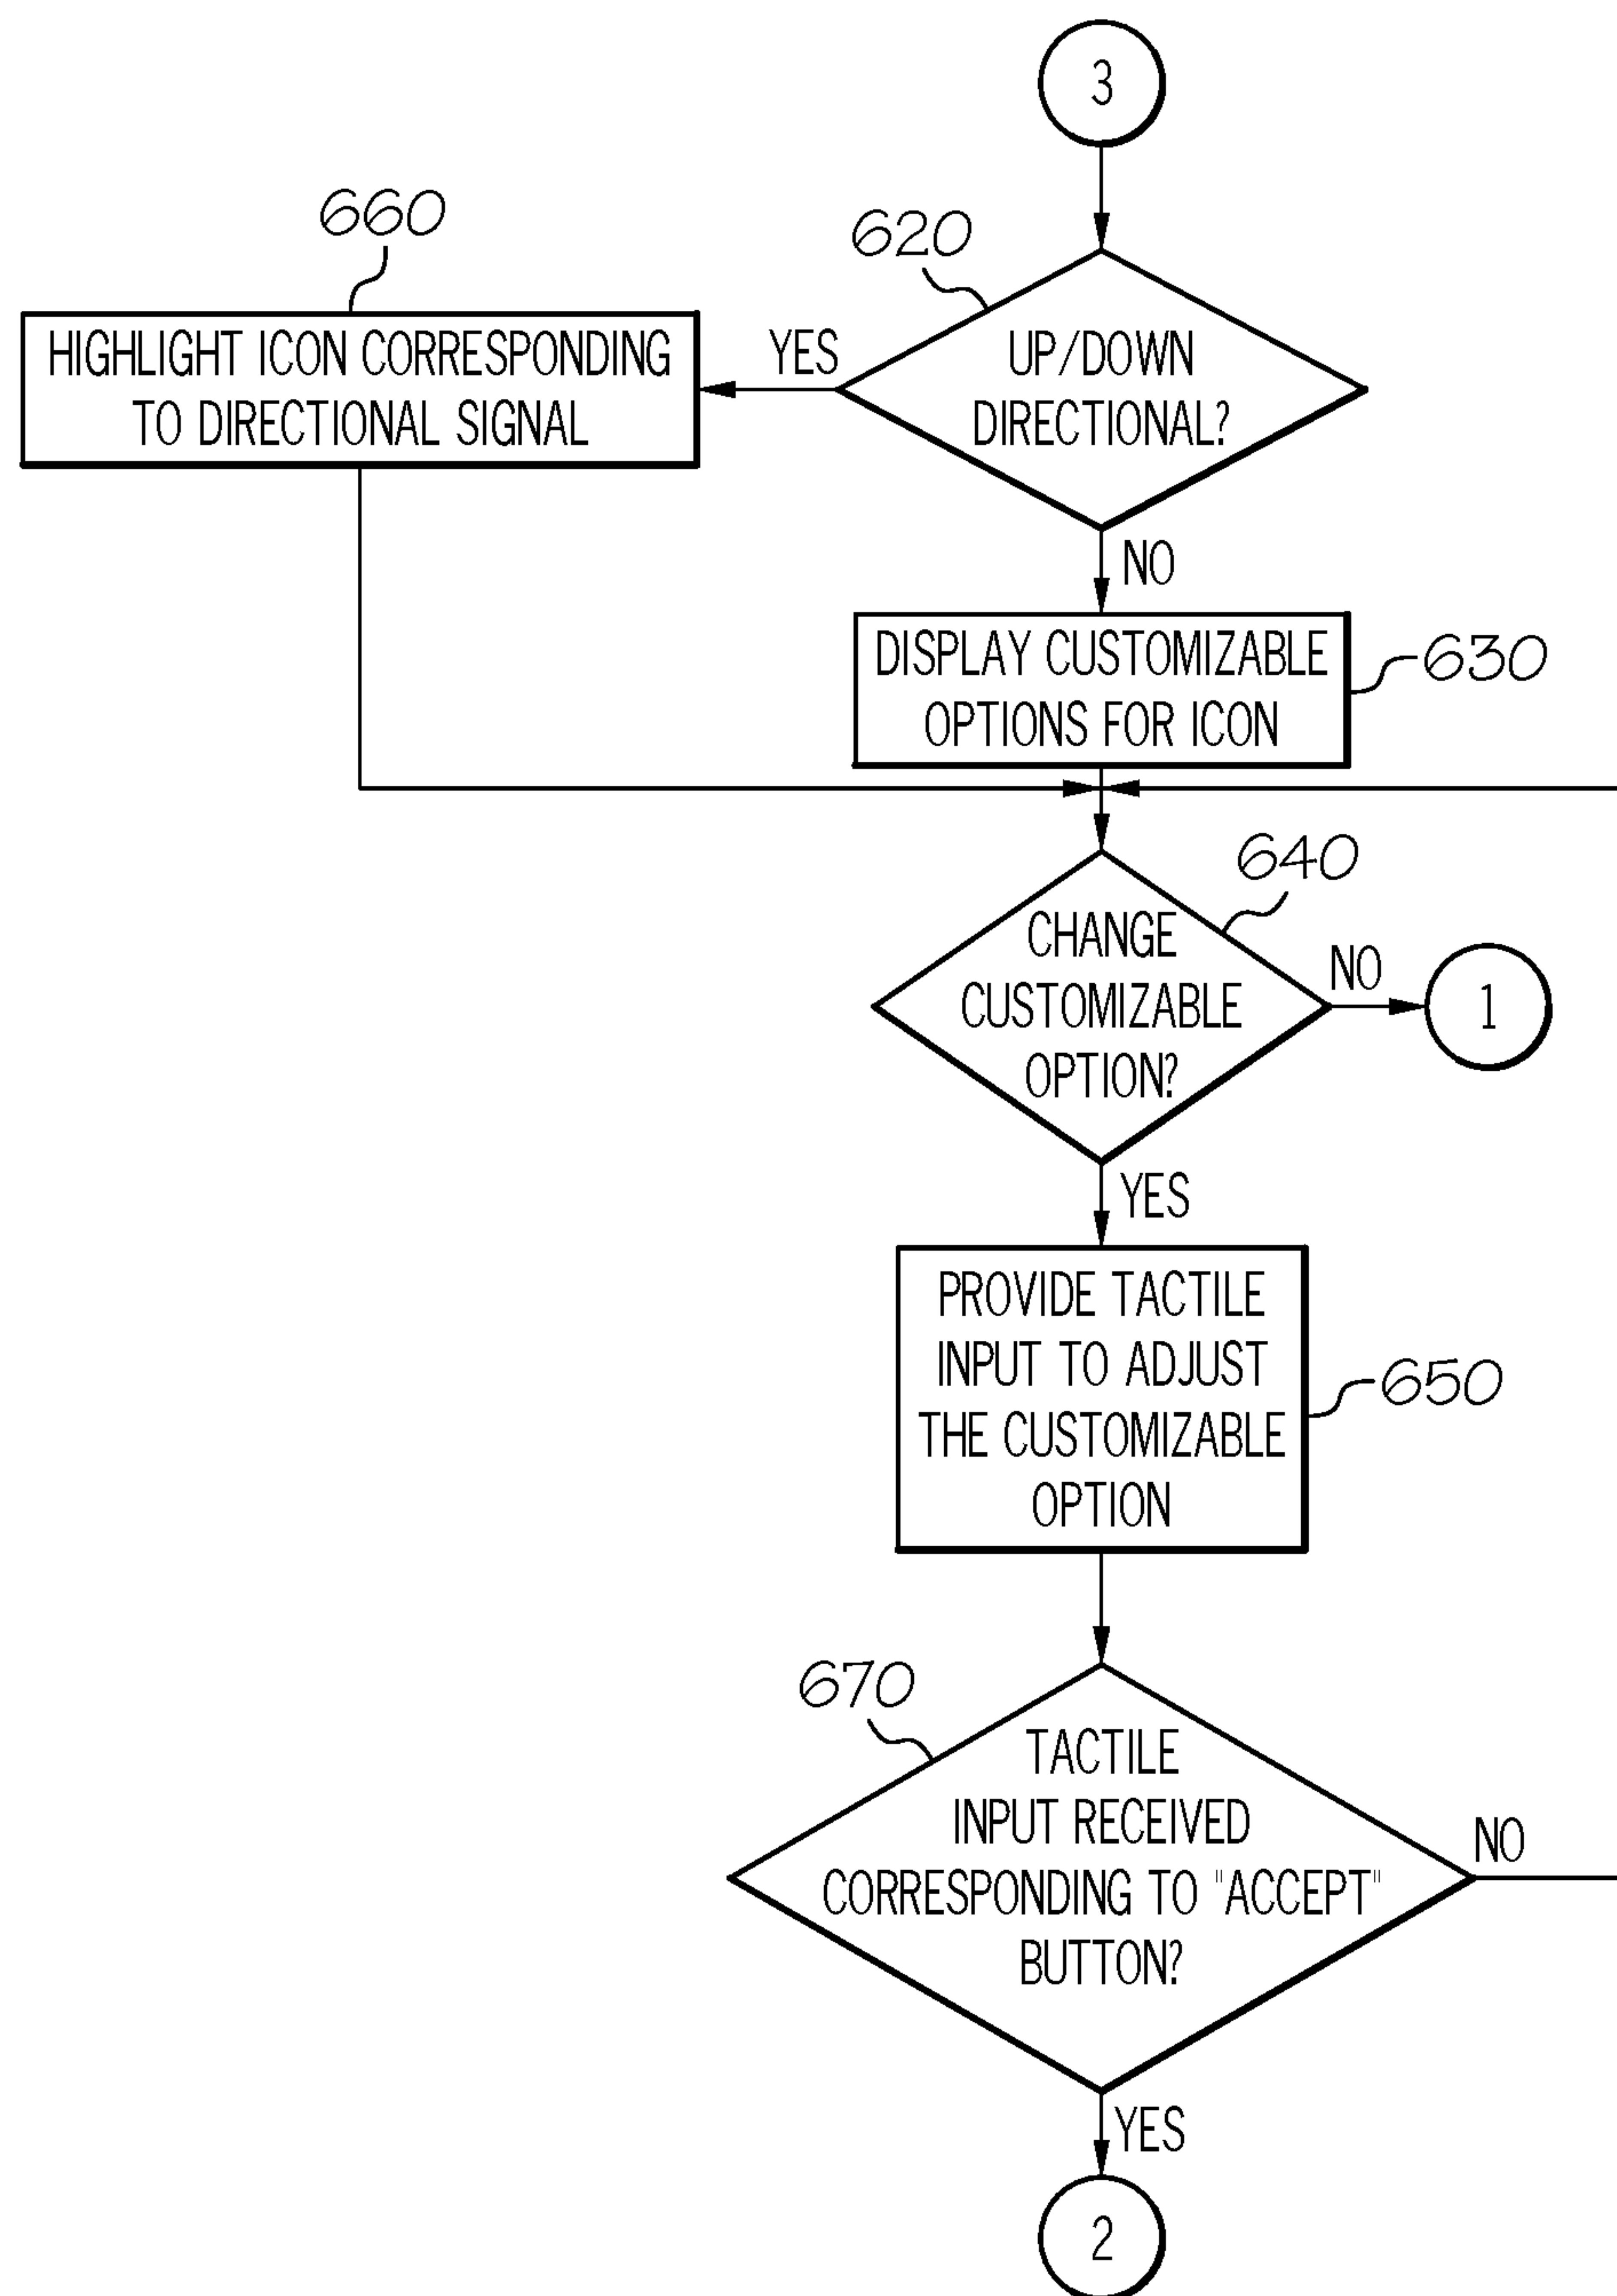 3
660
620
HIGHLIGHT ICON CORRESPONDING
TO DIRECTIONAL SIGNAL
YES
UP/DOWN
DIRECTIONAL?
NO
DISPLAY CUSTOMIZABLE
OPTIONS FOR ICON
630
640
CHANGE
CUSTOMIZABLE
OPTION?
NO
1
YES
PROVIDE TACTILE
INPUT TO ADJUST
THE CUSTOMIZABLE
OPTION
650
670
TACTILE
INPUT RECEIVED
CORRESPONDING TO "ACCEPT"
BUTTON?
NO
YES
2